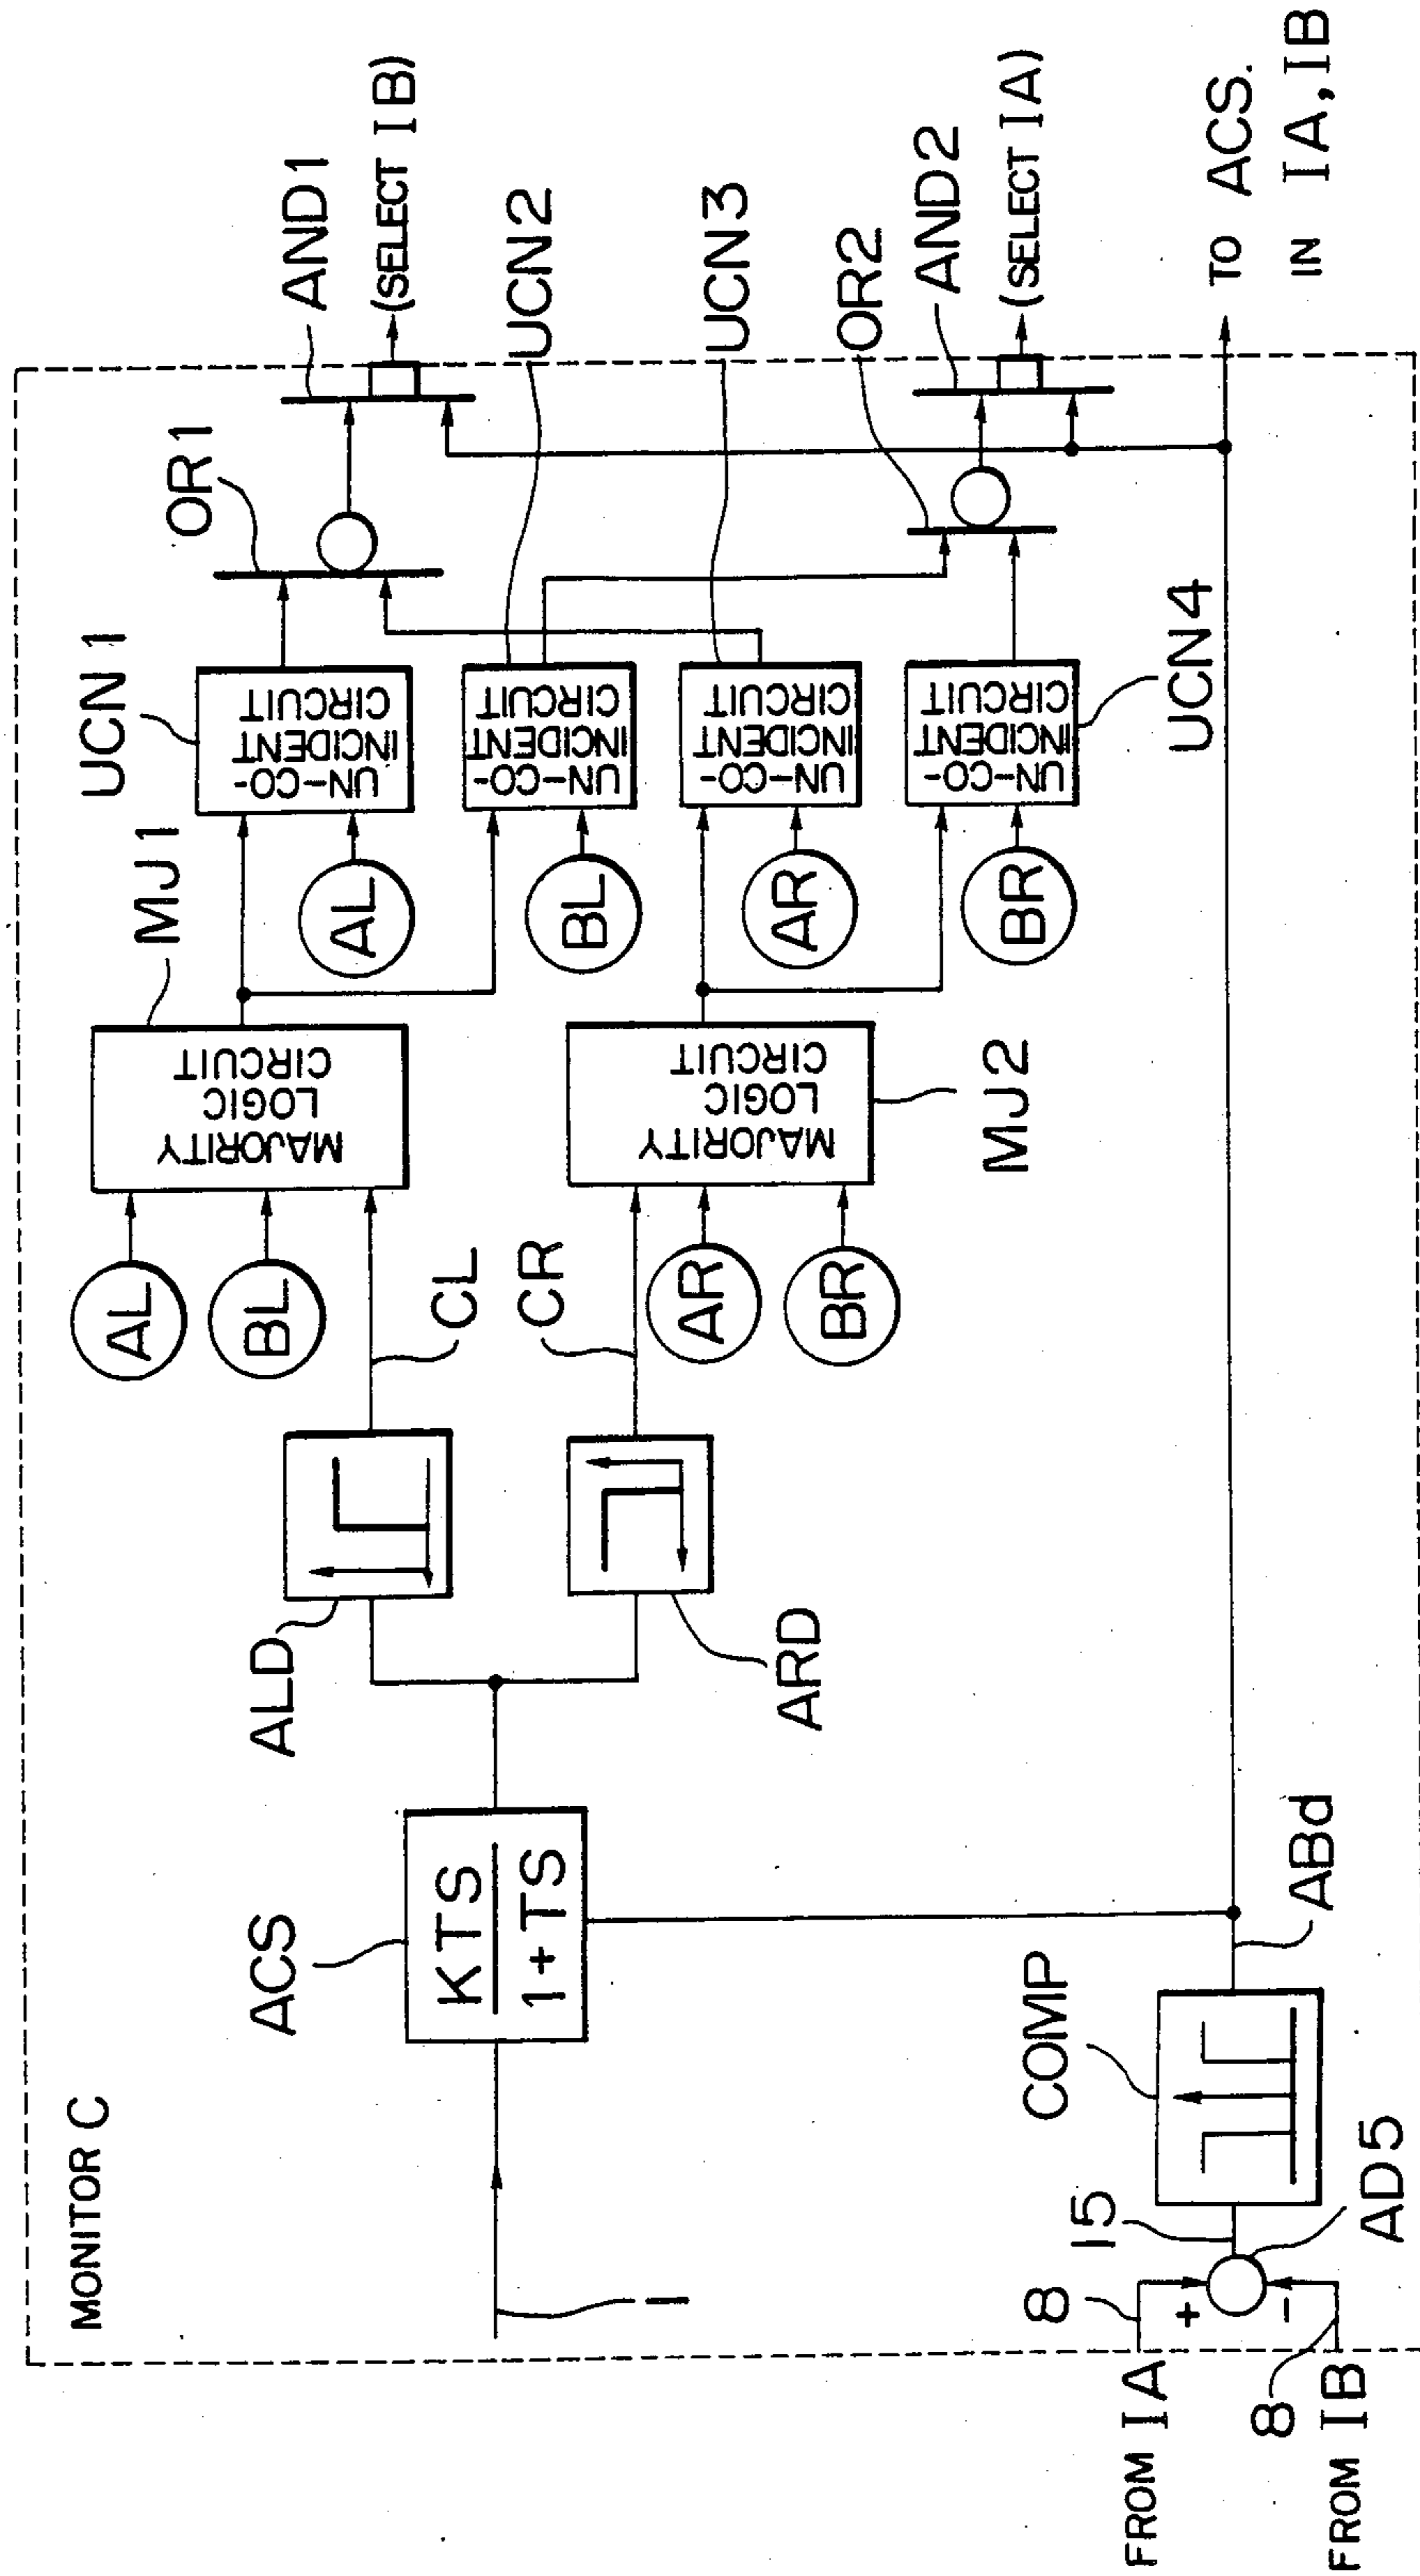 MONITOR C
1
ACS
KTS
1+TS
ALD
ARD
CL
CR
AL
BL
AR
BR
MJ1
MAJORITY
LOGIC
CIRCUIT
MJ2
MAJORITY
LOGIC
CIRCUIT
AL
BL
AR
BR
UCN1
UN-CO-
INCIDENT
CIRCUIT
UCN2
UN-CO-
INCIDENT
CIRCUIT
UCN3
UN-CO-
INCIDENT
CIRCUIT
UCN4
UN-CO-
INCIDENT
CIRCUIT
OR1
AND1
(SELECT IB)
OR2
AND2
(SELECT IA)
TO ACS.
IN IA,IB
FROM IA
8
+
-
8
FROM IB
15
AD5
COMP
ABd